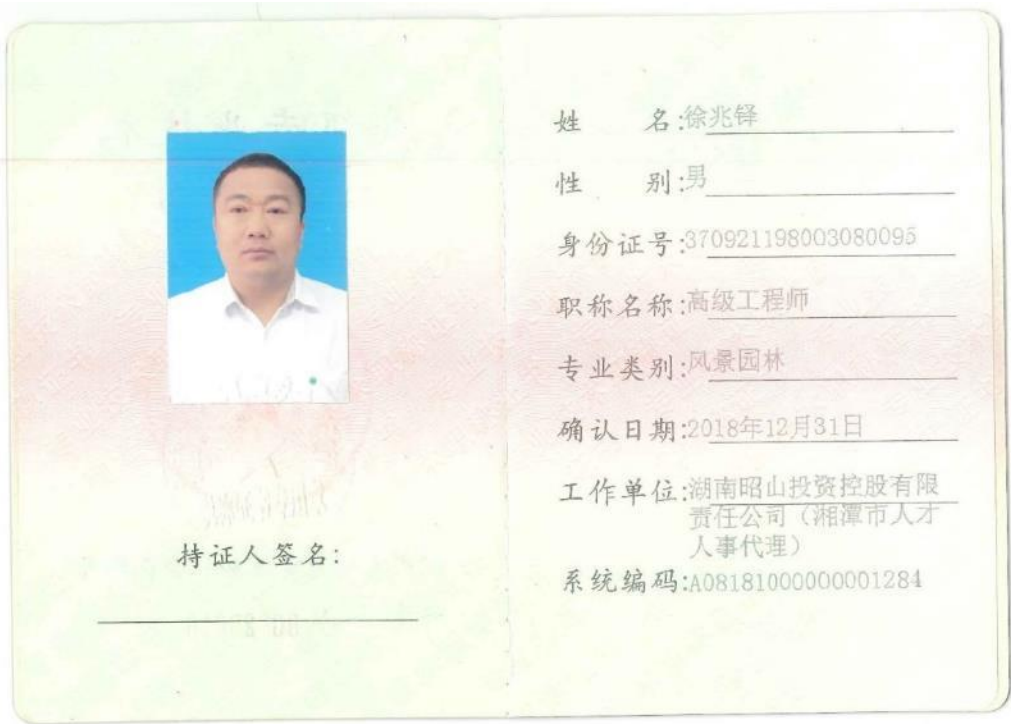 姓 名:徐兆铎
性 别:男
身份证号:370921198003080095
职称名称:高级工程师
专业类别:风景园林
确认日期:2018年12月31日
工作单位:湖南昭山投资控股有限
责任公司（湘潭市人才
人事代理）
系统编码:A08181000000001284
持证人签名: